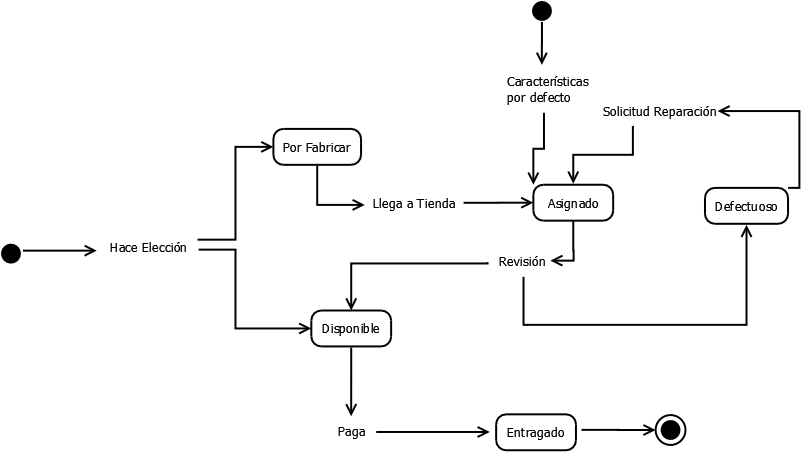 Características
por defecto
Solicitud Reparación
Por Fabricar
Llega a Tienda
Asignado
Defectuoso
Hace Elección
Revisión
Disponible
Paga
Entragado